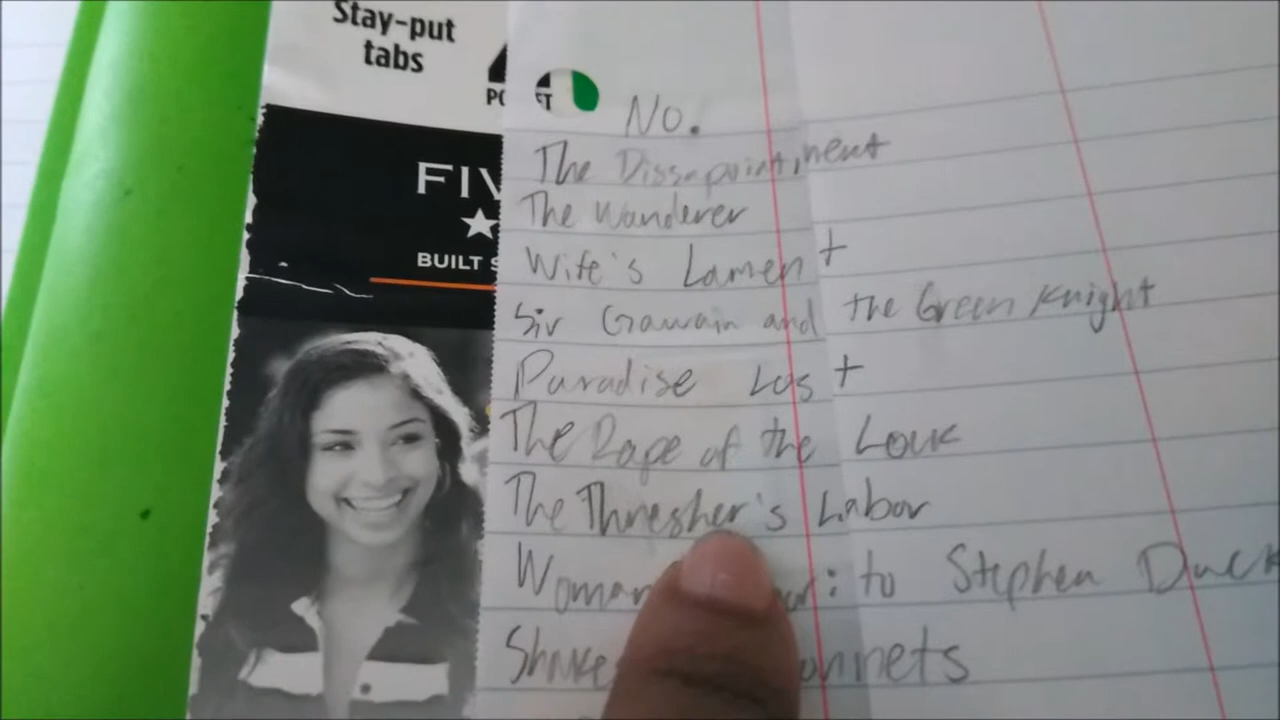 Stay-put
tabs
FIV
BUILT S
No.
The Dissapointment
The Wanderer
Wife's Lament
Sir Gawain and the Green Knight
Paradise Lost
The Rape of the Lock
The Thresher's Labor
to Stephen Duck